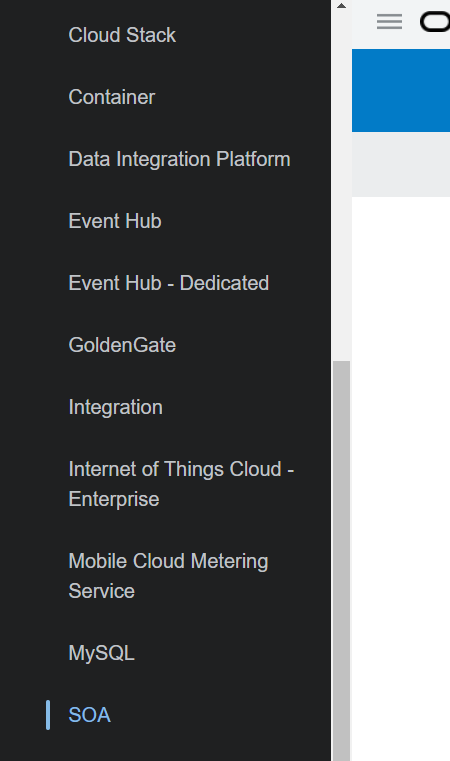 Cloud Stack
Container
Data Integration Platform
Event Hub
Event Hub - Dedicated
GoldenGate
Integration
Internet of Things Cloud -
Enterprise
Mobile Cloud Metering
Service
MySQL
SOA